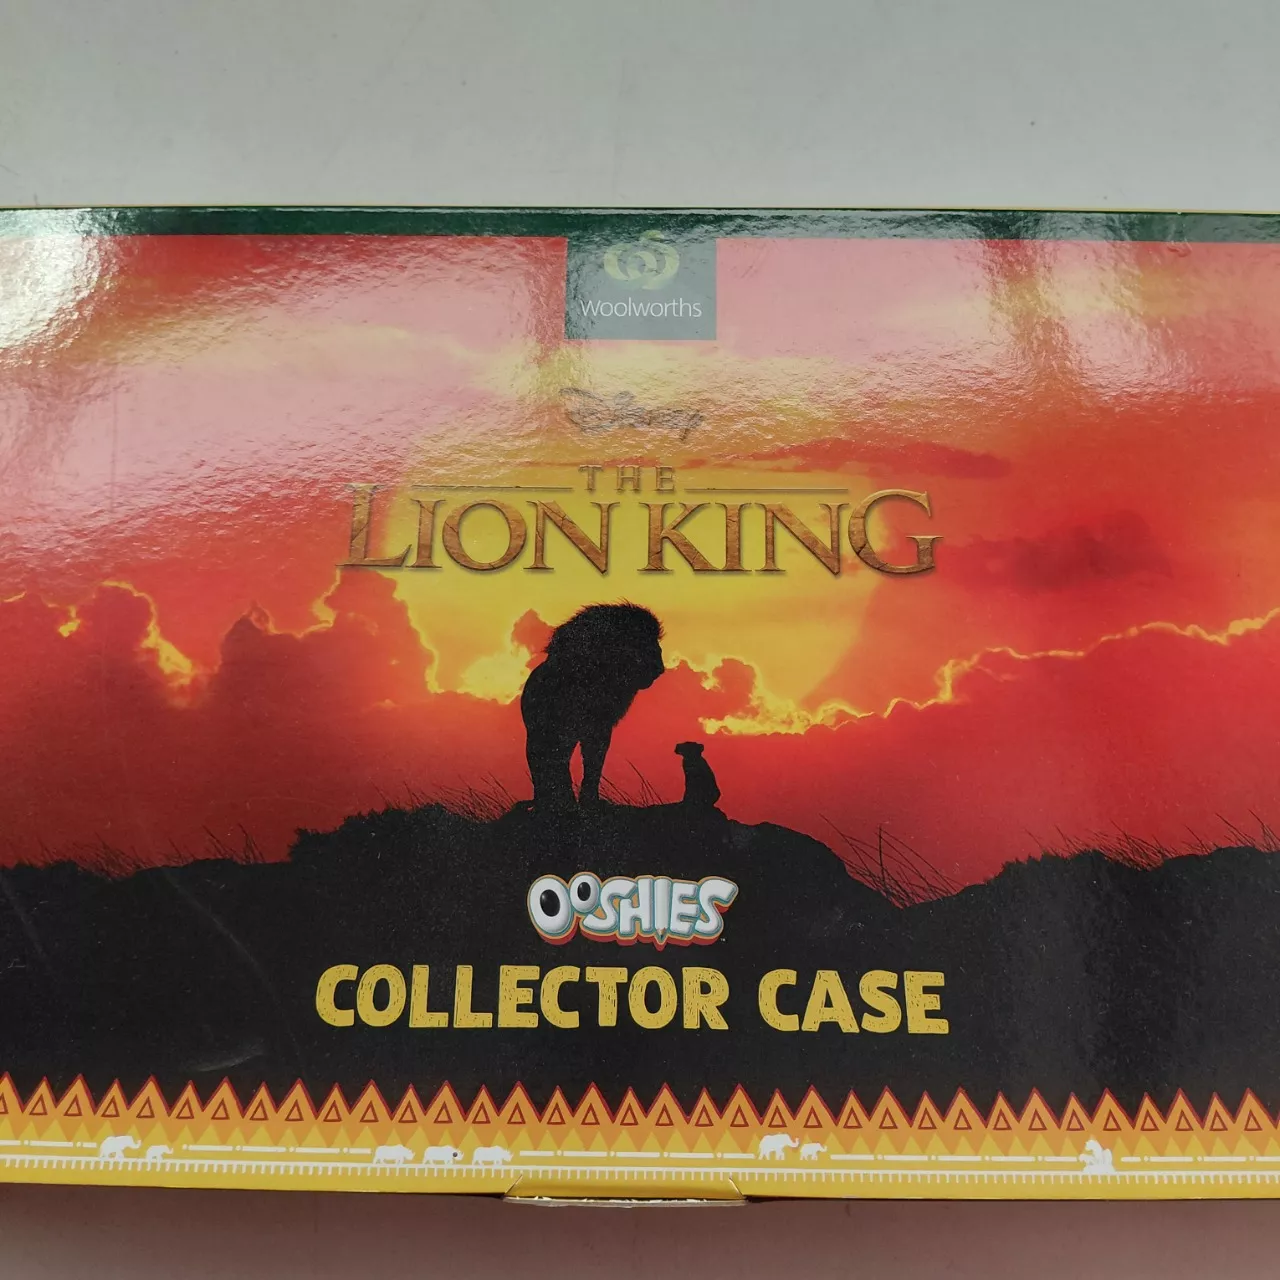 Woolworths
Disney
THE
LION KING
OOSHIES
COLLECTOR CASE